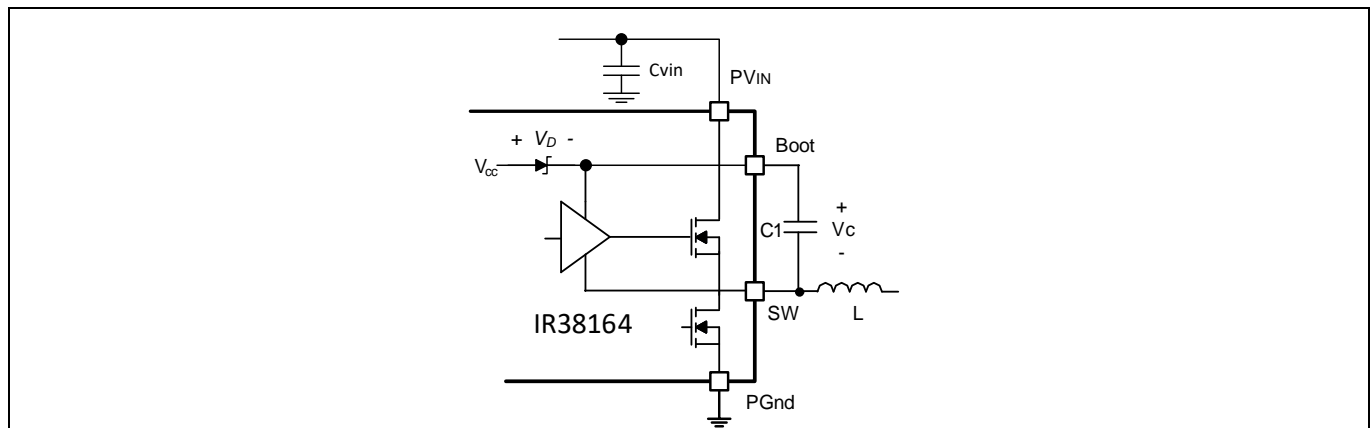 Cvin
PVIN
+ VD -
Boot
Vcc
+
C1
Vc
-
SW
L
IR38164
PGnd